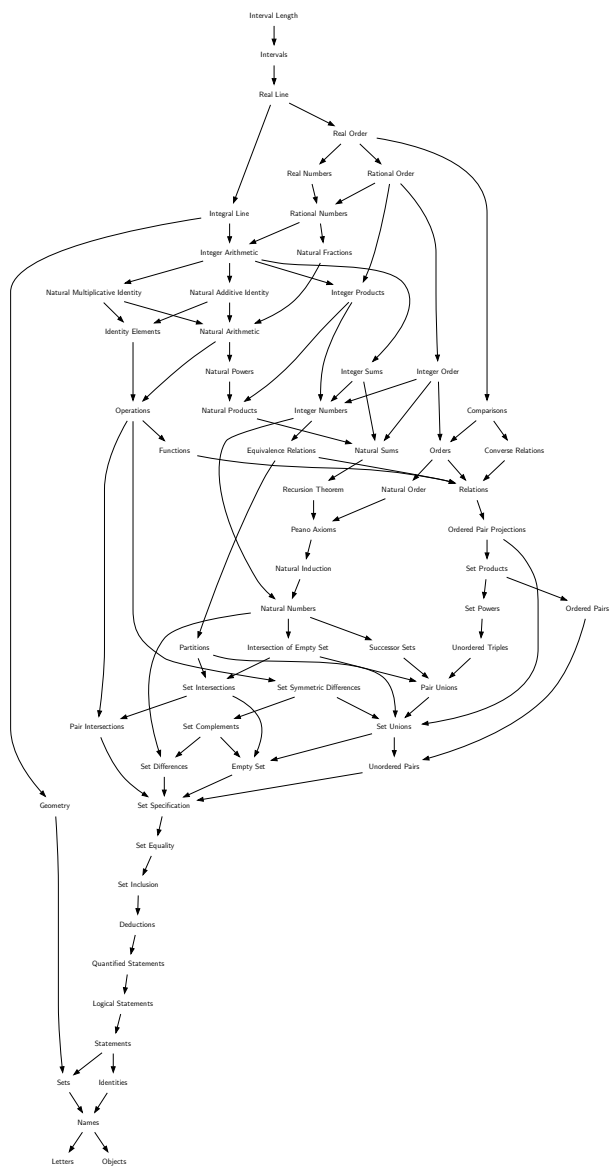 Interval Length
Intervals
Real Line
Real Order
Real Numbers Rational Order
Integral Line Rational Numbers
Integer Arithmetic Natural Fractions
Natural Multiplicative Identity Natural Additive Identity Integer Products
Identity Elements Natural Arithmetic
Natural Powers Integer Sums Integer Order
Operations Natural Products Integer Numbers Comparisons
Functions Equivalence Relations Natural Sums Orders Converse Relations
Recursion Theorem Natural Order Relations
Peano Axioms Ordered Pair Projections
Natural Induction Set Products
Natural Numbers Set Powers Ordered Pairs
Partitions Intersection of Empty Set Successor Sets Unordered Triples
Set Intersections Set Symmetric Differences Pair Unions
Pair Intersections Set Complements Set Unions
Set Differences Empty Set Unordered Pairs
Geometry Set Specification
Set Equality
Set Inclusion
Deductions
Quantified Statements
Logical Statements
Statements
Sets Identities
Names
Letters Objects